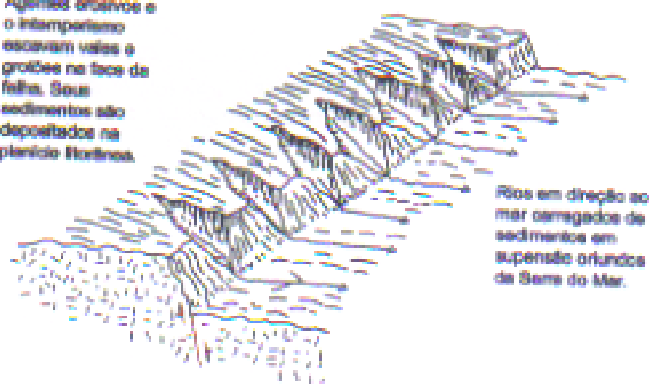 Agentes erosivos e
o intemperismo
escavam vales e
grotões na face da
falha. Seus
sedimentos são
depositados na
planície litorânea.
Rios em direção ao
mar carregados de
sedimentos em
supensão oriundos
da Serra do Mar.